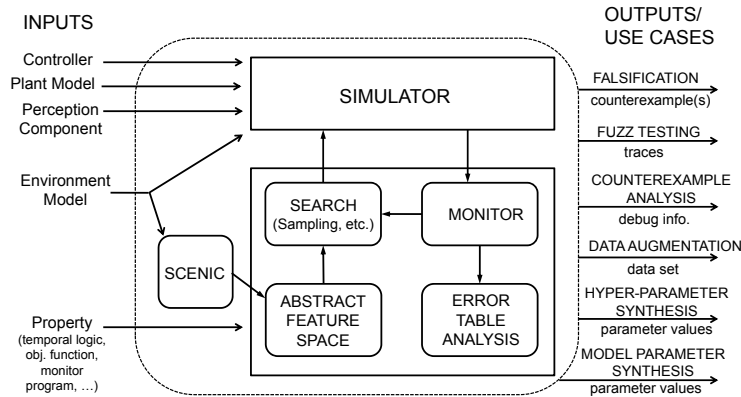 INPUTS
Controller
Plant Model
Perception
Component
Environment
Model
Property
(temporal logic,
obj. function,
monitor
program, …)
SIMULATOR
SEARCH
(Sampling, etc.)
MONITOR
SCENIC
ABSTRACT
FEATURE
SPACE
ERROR
TABLE
ANALYSIS
OUTPUTS/
USE CASES
FALSIFICATION
counterexample(s)
FUZZ TESTING
traces
COUNTEREXAMPLE
ANALYSIS
debug info.
DATA AUGMENTATION
data set
HYPER-PARAMETER
SYNTHESIS
parameter values
MODEL PARAMETER
SYNTHESIS
parameter values